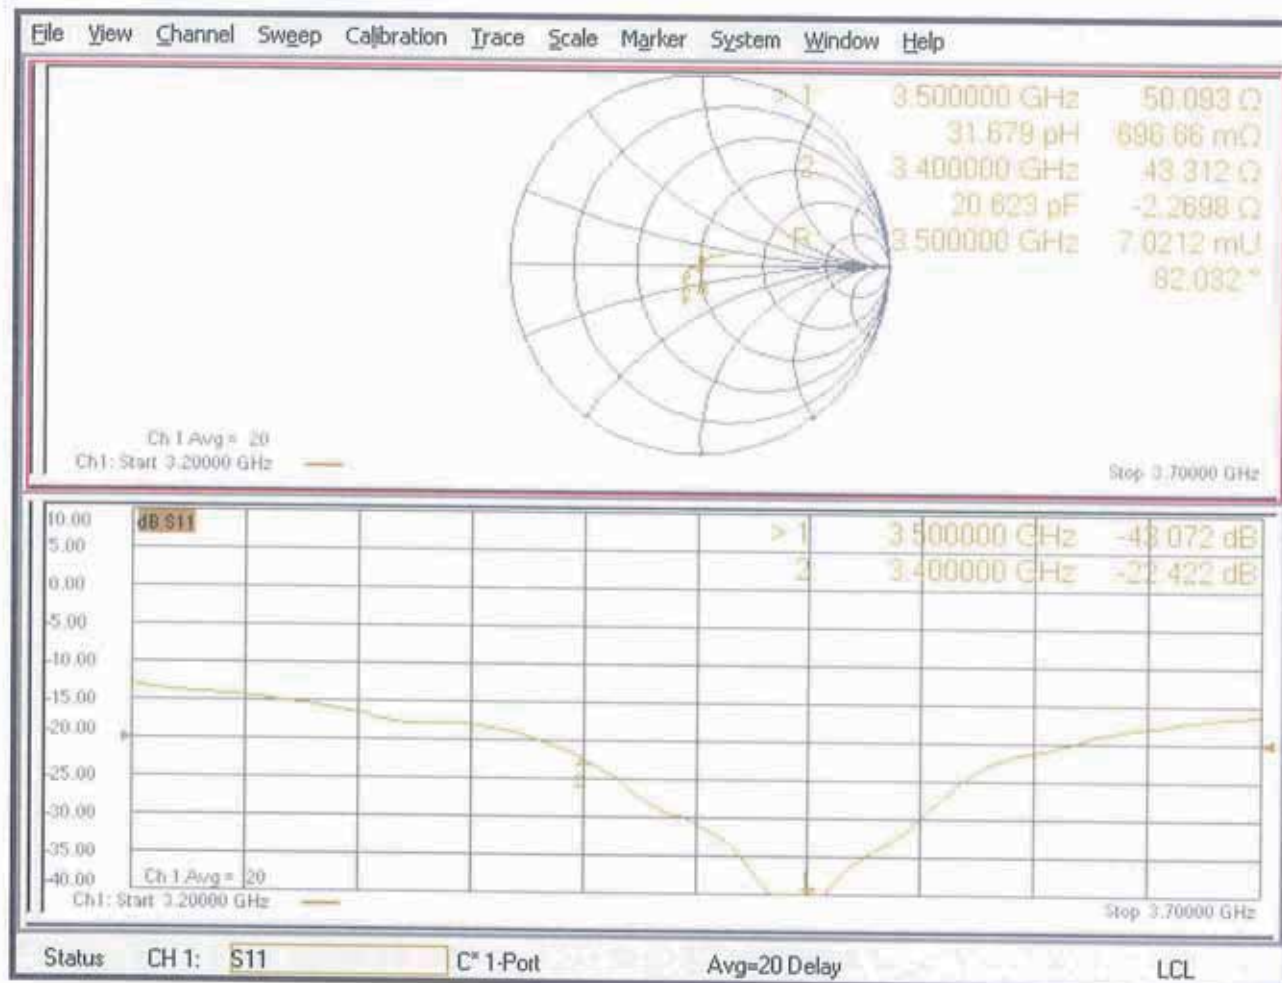 File View Channel Sweep Calibration Trace Scale Marker System Window Help
> 1 3.500000 GHz 50.093 Ω
31.679 pH 696.66 mΩ
2 3.400000 GHz 43.312 Ω
20.623 pF -2.2698 Ω
R 3.500000 GHz 7.0212 mU
82.032 °
Ch 1 Avg = 20
Ch1: Start 3.20000 GHz Stop 3.70000 GHz
10.00 dB S11
5.00
0.00
-5.00
-10.00
-15.00
-20.00
-25.00
-30.00
-35.00
-40.00
> 1 3.500000 GHz -43.072 dB
2 3.400000 GHz -22.422 dB
Ch 1 Avg = 20
Ch1: Start 3.20000 GHz Stop 3.70000 GHz
Status CH 1: S11 C* 1-Port Avg=20 Delay LCL